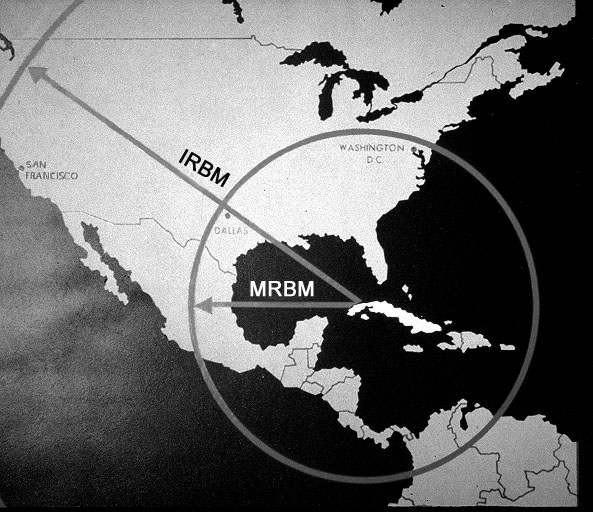 WASHINGTON
D.C.
IRBM
SAN
FRANCISCO
DALLAS
MRBM